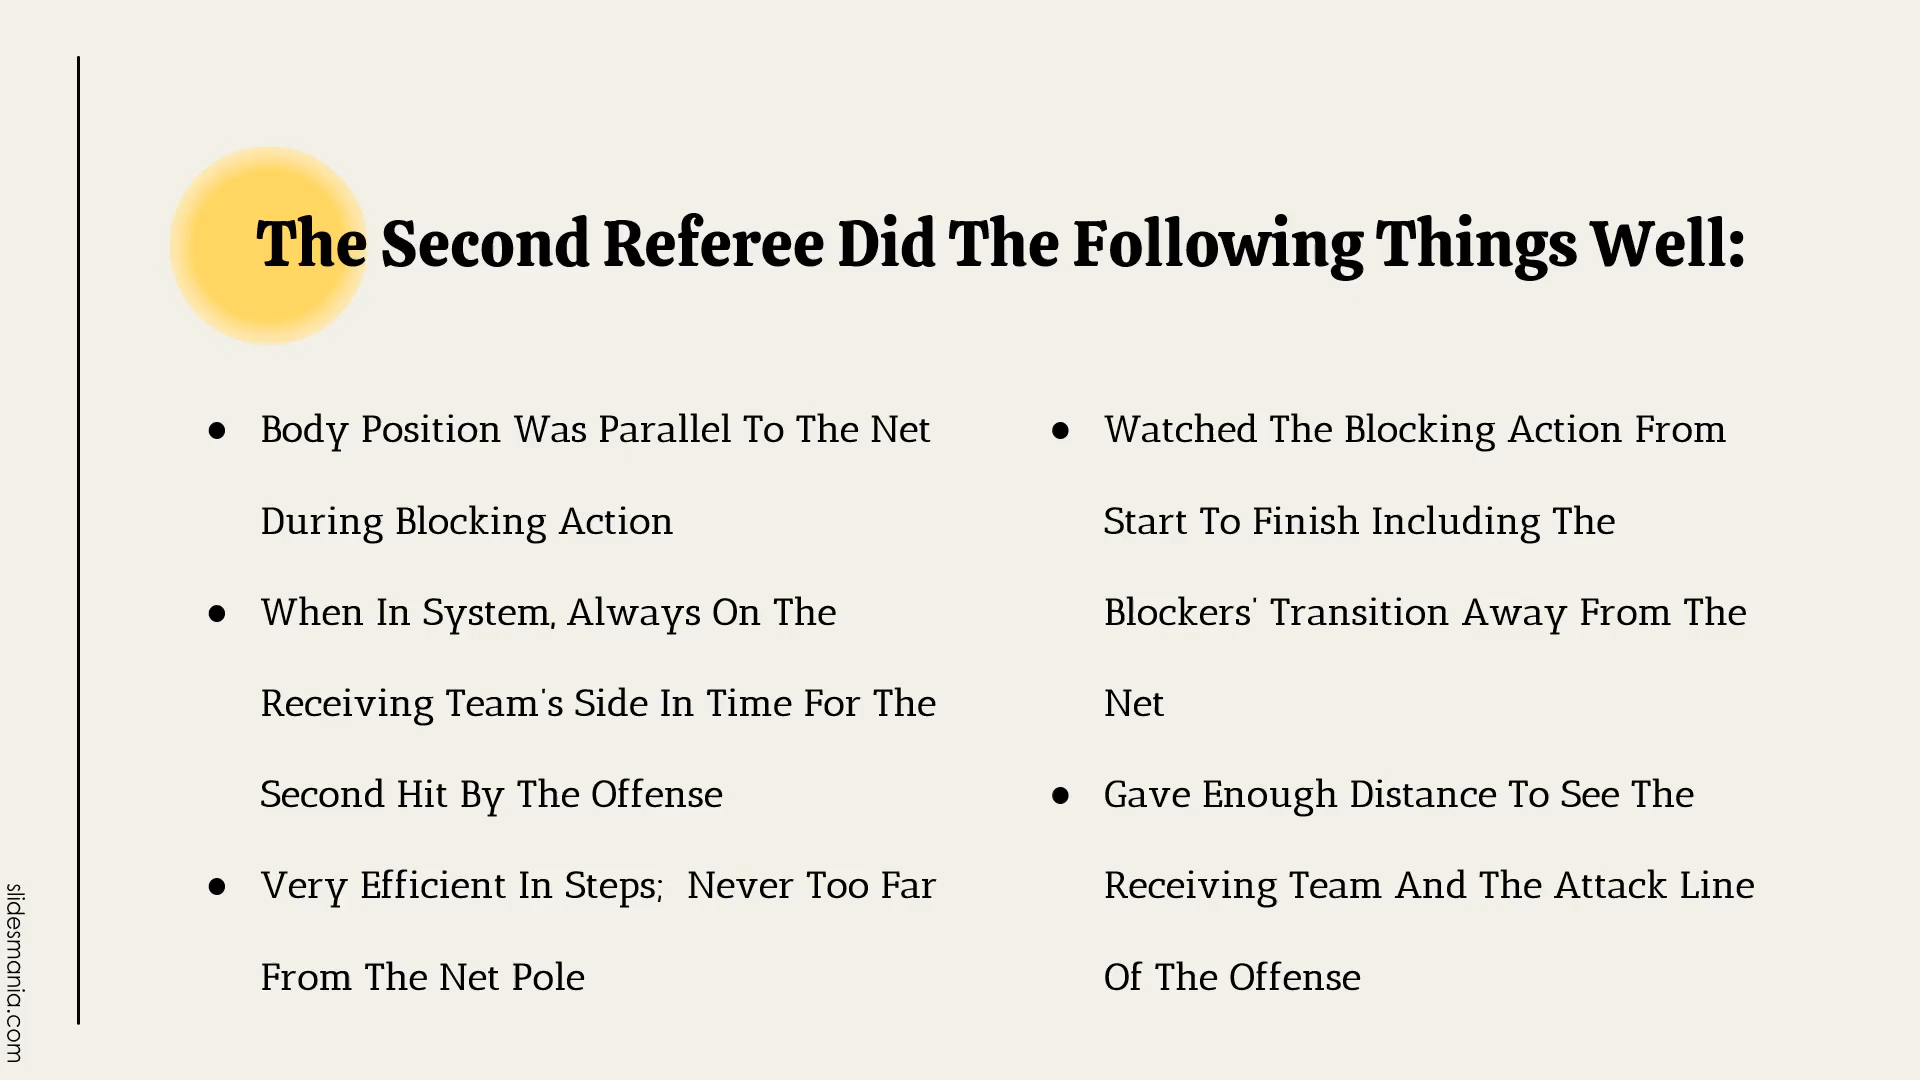 The Second Referee Did The Following Things Well:
● Body Position Was Parallel To The Net
During Blocking Action
● When In System, Always On The
Receiving Team's Side In Time For The
Second Hit By The Offense
● Very Efficient In Steps;  Never Too Far
From The Net Pole
● Watched The Blocking Action From
Start To Finish Including The
Blockers' Transition Away From The
Net
● Gave Enough Distance To See The
Receiving Team And The Attack Line
Of The Offense
slidesmania.com